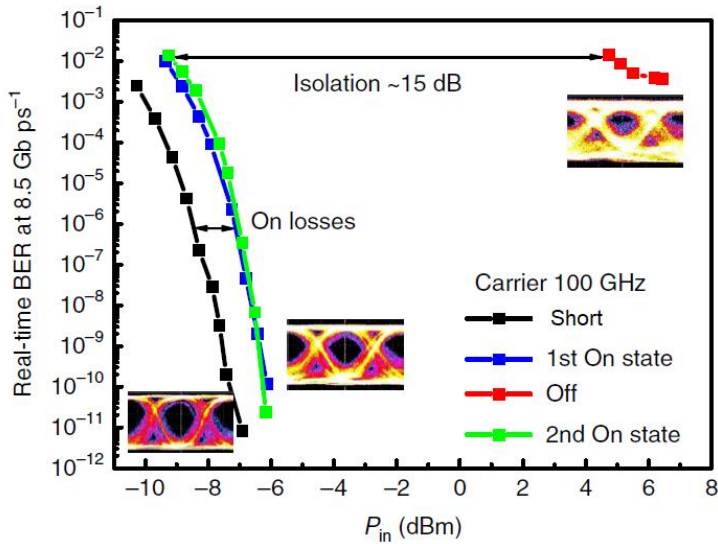 10⁻¹
10⁻²
10⁻³
10⁻⁴
10⁻⁵
10⁻⁶
10⁻⁷
10⁻⁸
10⁻⁹
10⁻¹⁰
10⁻¹¹
10⁻¹²
Real-time BER at 8.5 Gb ps⁻¹
Isolation ~15 dB
On losses
Carrier 100 GHz
Short
1st On state
Off
2nd On state
−10 −8 −6 −4 −2 0 2 4 6 8
Pin (dBm)